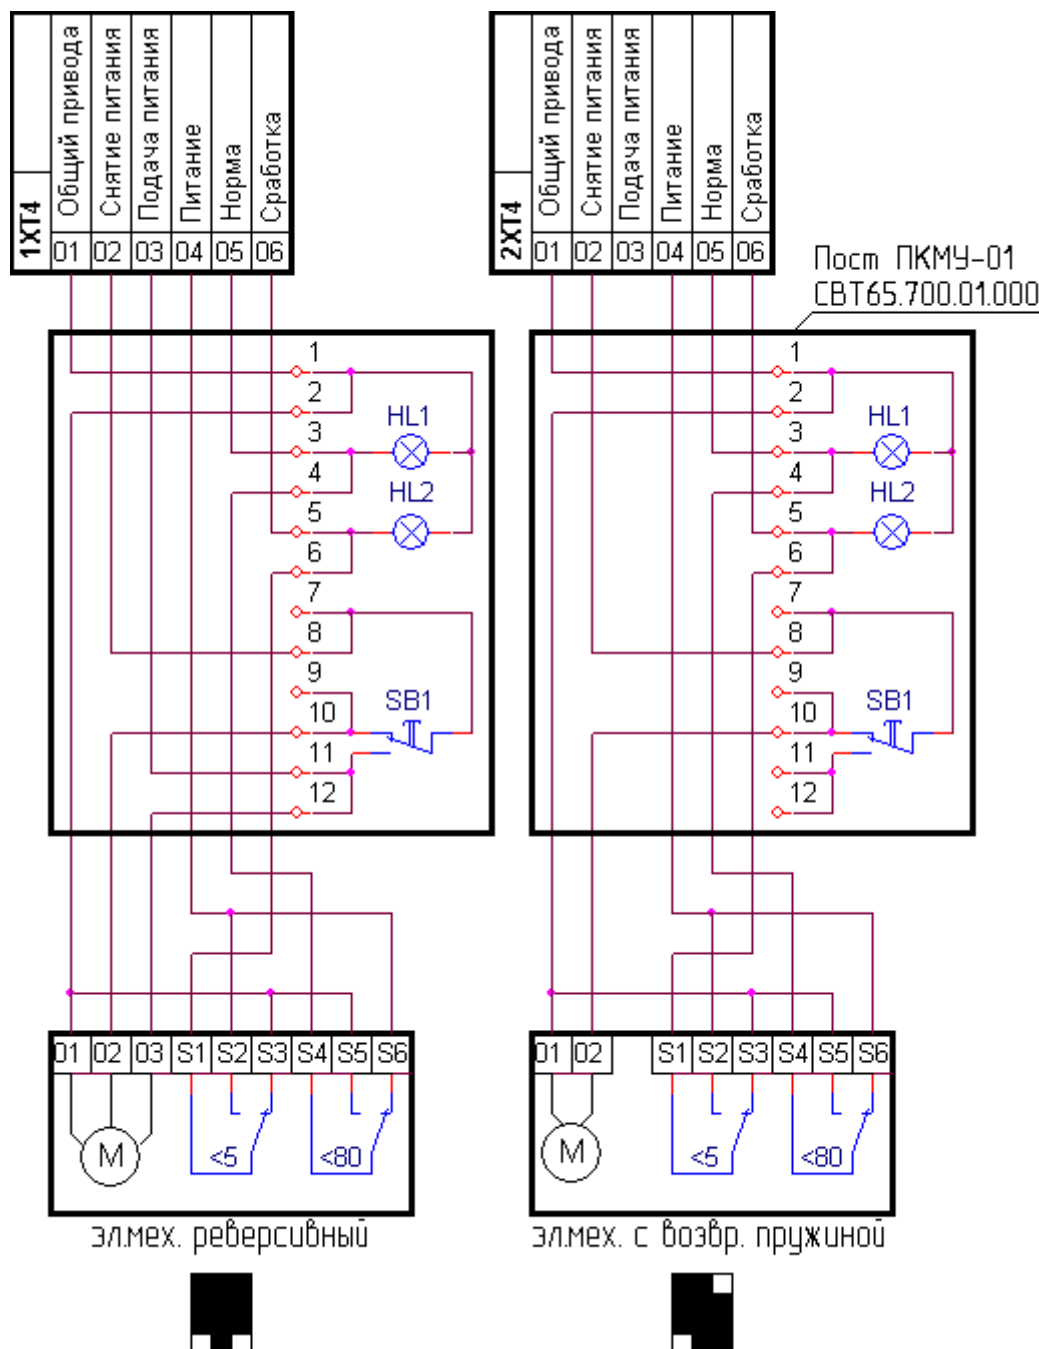 1XT4
Общий привода
Снятие питания
Подача питания
Питание
Норма
Сработка
01 02 03 04 05 06
2XT4
Общий привода
Снятие питания
Подача питания
Питание
Норма
Сработка
01 02 03 04 05 06
Пост ПКМУ-01
СВТ65.700.01.000
1
2
3
4
5
6
7
8
9
10
11
12
HL1
HL2
SB1
1
2
3
4
5
6
7
8
9
10
11
12
HL1
HL2
SB1
01 02 03 S1 S2 S3 S4 S5 S6
M <5 <80
эл.мех. реверсивный
01 02 S1 S2 S3 S4 S5 S6
M <5 <80
эл.мех. с возвр. пружиной